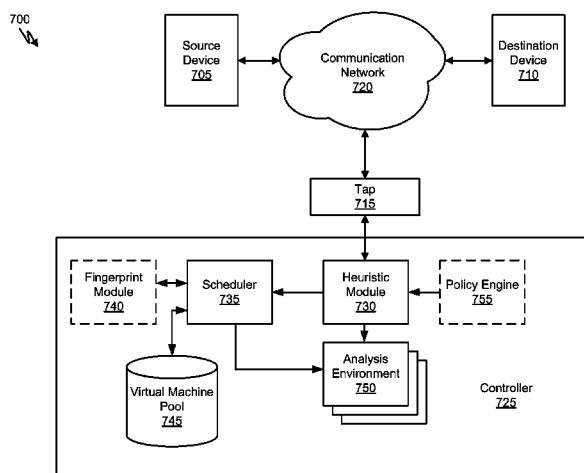 700
Source
Device
705
Communication
Network
720
Destination
Device
710
Tap
715
Fingerprint
Module
740
Scheduler
735
Heuristic
Module
730
Policy Engine
755
Virtual Machine
Pool
745
Analysis
Environment
750
Controller
725